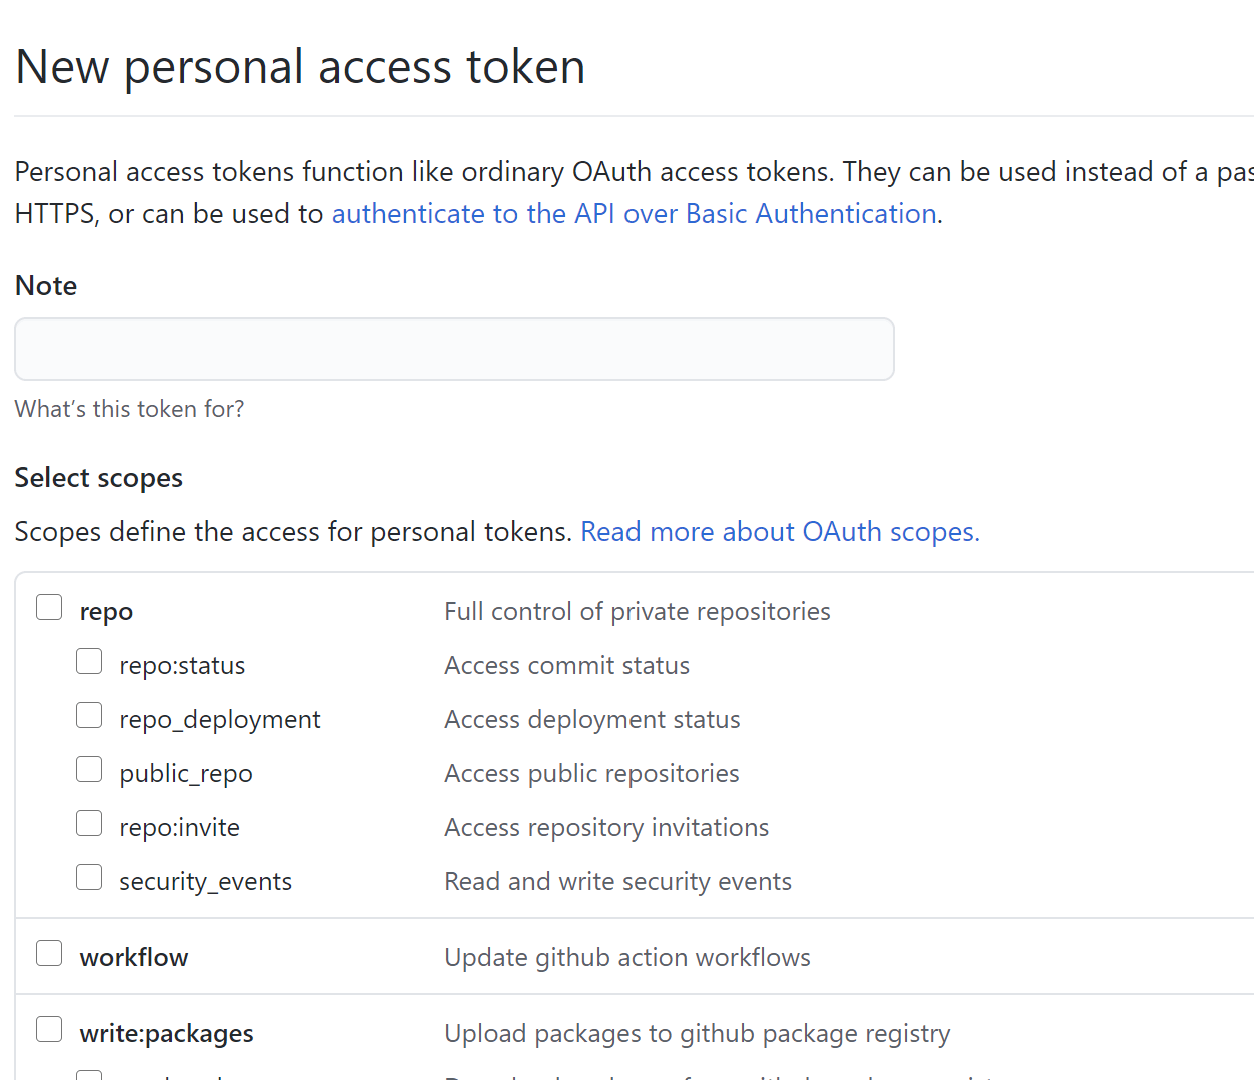 New personal access token
Personal access tokens function like ordinary OAuth access tokens. They can be used instead of a
HTTPS, or can be used to authenticate to the API over Basic Authentication.
Note
What's this token for?
Select scopes
Scopes define the access for personal tokens. Read more about OAuth scopes.
repo Full control of private repositories
repo:status Access commit status
repo_deployment Access deployment status
public_repo Access public repositories
repo:invite Access repository invitations
security_events Read and write security events
workflow Update github action workflows
write:packages Upload packages to github package registry